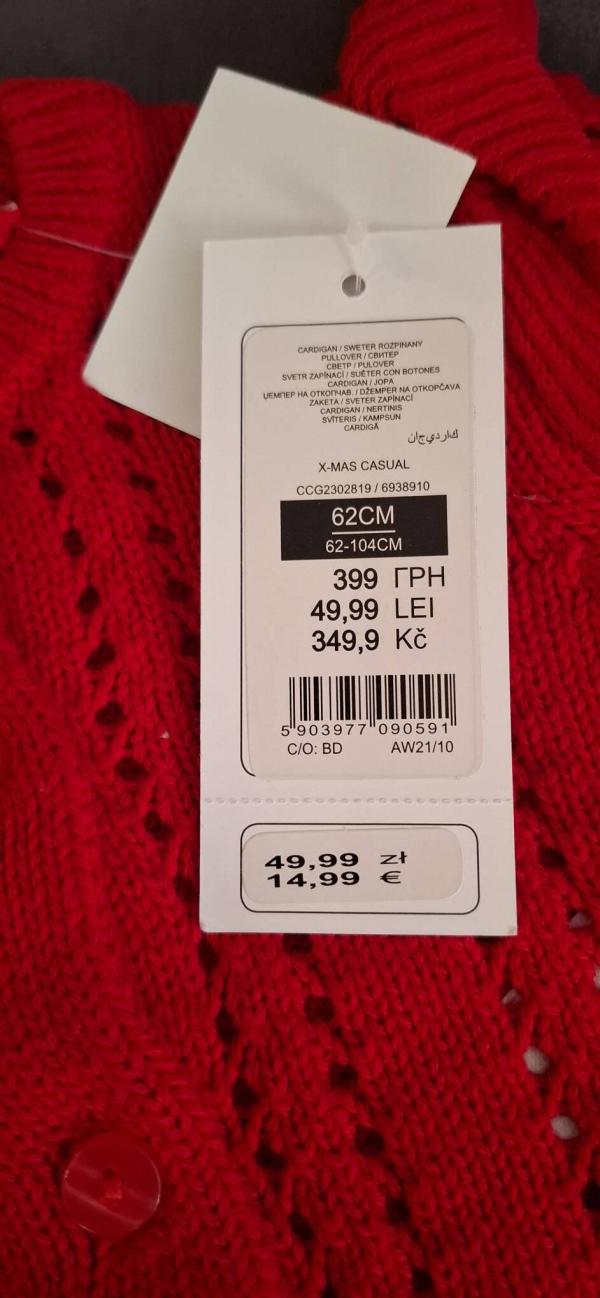 CARDIGAN / SWETER ROZPINANY
PULLOVER / СВИТЕР
СВЕТР / PULOVER
SVETR ZAPÍNACÍ / SUÉTER CON BOTONES
CARDIGAN / JOPA
ЏЕМПЕР НА ОТКОПЧАВ. / DŽEMPER NA OTKOPČAVA
ZAKETA / SVETER ZAPÍNACÍ
CARDIGAN / NERTINIS
SVĪTERIS / KAMPSUN
CARDIGÃ
كارديجان
X-MAS CASUAL
CCG2302819 / 6938910
62CM
62-104CM
399 ГРН
49,99 LEI
349,9 Kč
5 903977 090591
C/O: BD AW21/10
49,99 zł
14,99 €